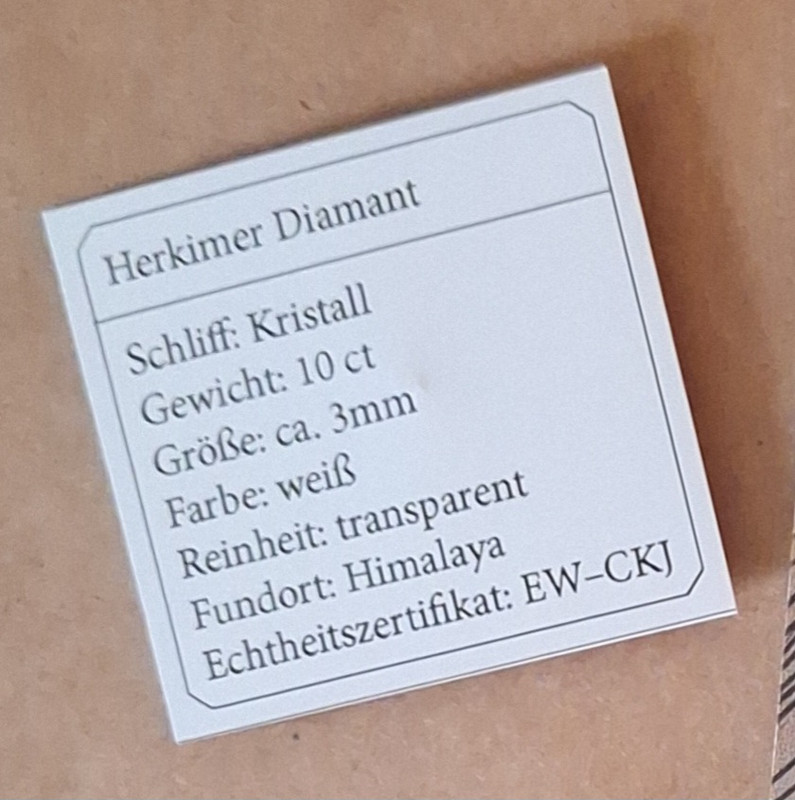 Herkimer Diamant
Schliff: Kristall
Gewicht: 10 ct
Größe: ca. 3mm
Farbe: weiß
Reinheit: transparent
Fundort: Himalaya
Echtheitszertifikat: EW–CKJ